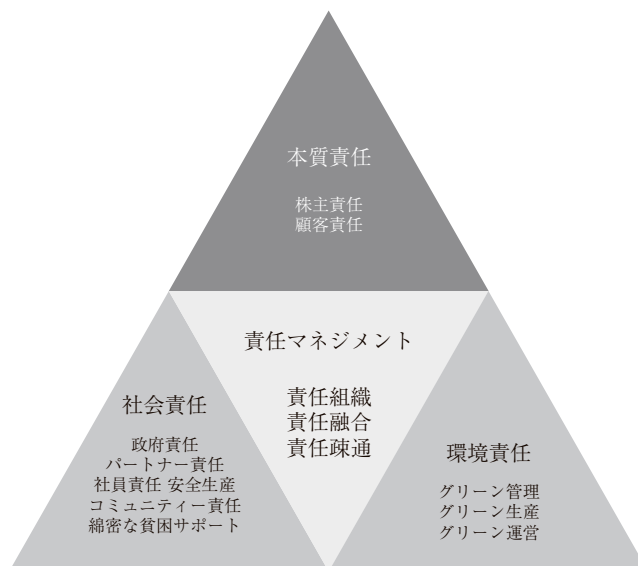 本質責任
株主責任
顧客責任
責任マネジメント
責任組織
責任融合
責任疎通
社会責任
政府責任
パートナー責任
社員責任 安全生産
コミュニティー責任
綿密な貧困サポート
環境責任
グリーン管理
グリーン生産
グリーン運営